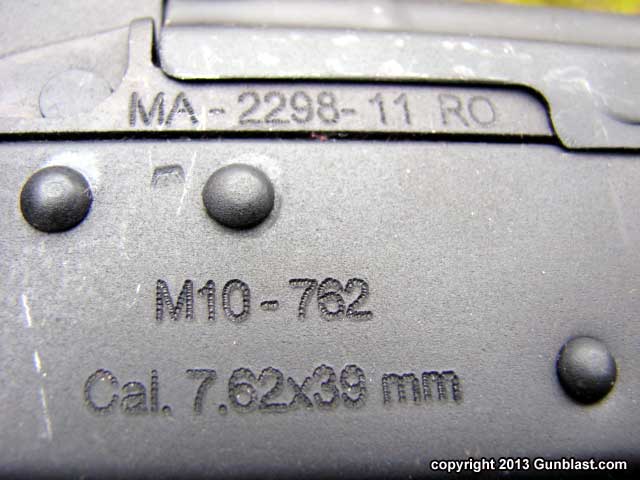 MA-2298-11 RO
M10-762
Cal. 7.62x39 mm
copyright 2013 Gunblast.com